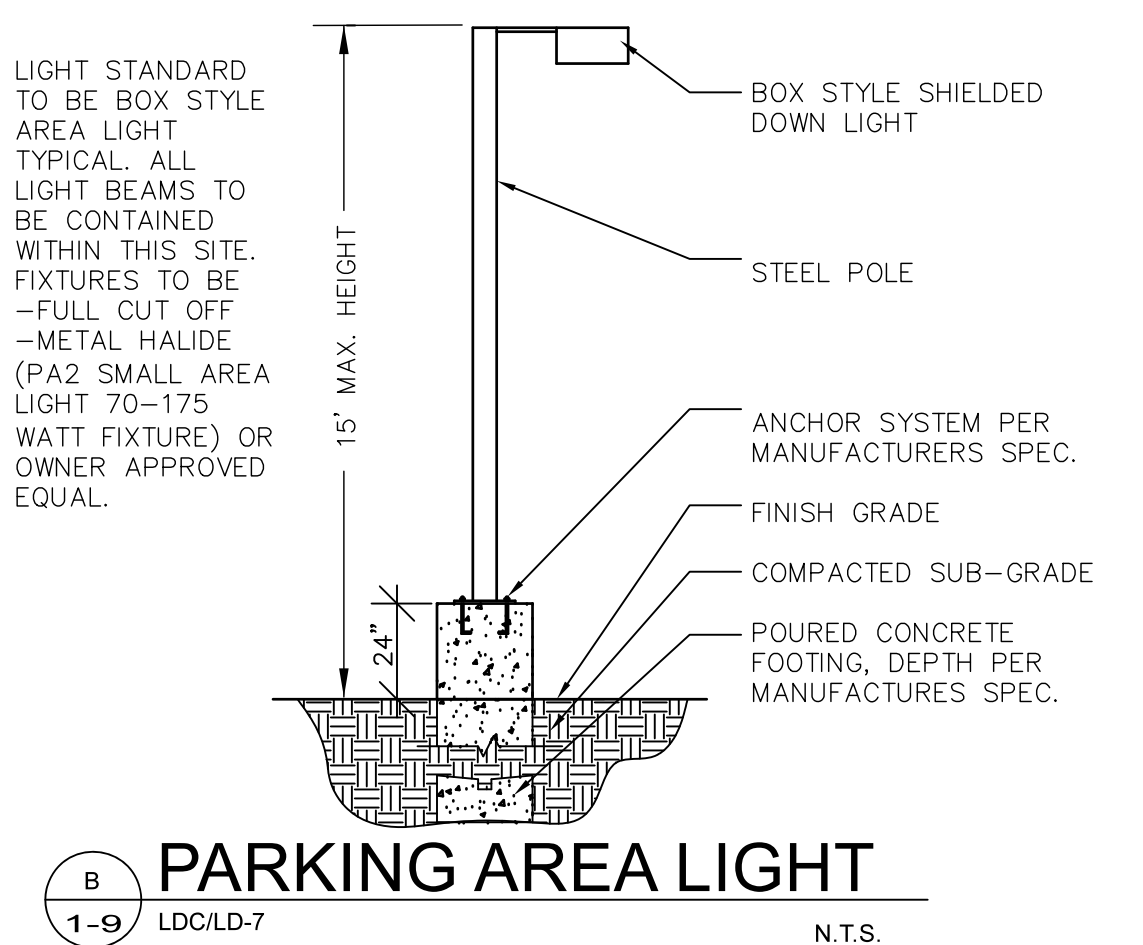 LIGHT STANDARD
TO BE BOX STYLE
AREA LIGHT
TYPICAL. ALL
LIGHT BEAMS TO
BE CONTAINED
WITHIN THIS SITE.
FIXTURES TO BE
-FULL CUT OFF
-METAL HALIDE
(PA2 SMALL AREA
LIGHT 70-175
WATT FIXTURE) OR
OWNER APPROVED
EQUAL.
15' MAX. HEIGHT
24"
BOX STYLE SHIELDED
DOWN LIGHT
STEEL POLE
ANCHOR SYSTEM PER
MANUFACTURERS SPEC.
FINISH GRADE
COMPACTED SUB-GRADE
POURED CONCRETE
FOOTING, DEPTH PER
MANUFACTURES SPEC.
B
1-9
PARKING AREA LIGHT
LDC/LD-7
N.T.S.